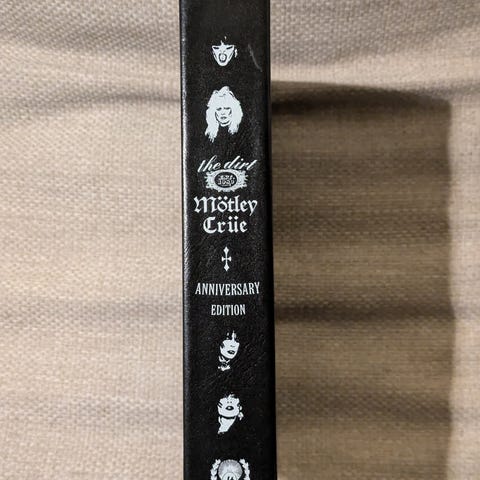 the dirt
Mötley
Crüe
ANNIVERSARY
EDITION